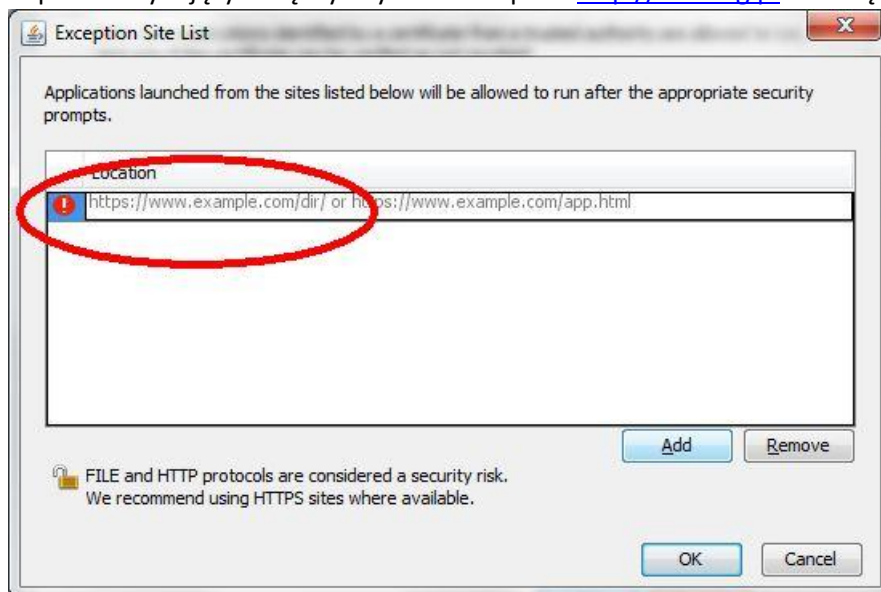 Exception Site List
Applications launched from the sites listed below will be allowed to run after the appropriate security
prompts.
Location
https://www.example.com/dir/ or https://www.example.com/app.html
Add Remove
FILE and HTTP protocols are considered a security risk.
We recommend using HTTPS sites where available.
OK Cancel